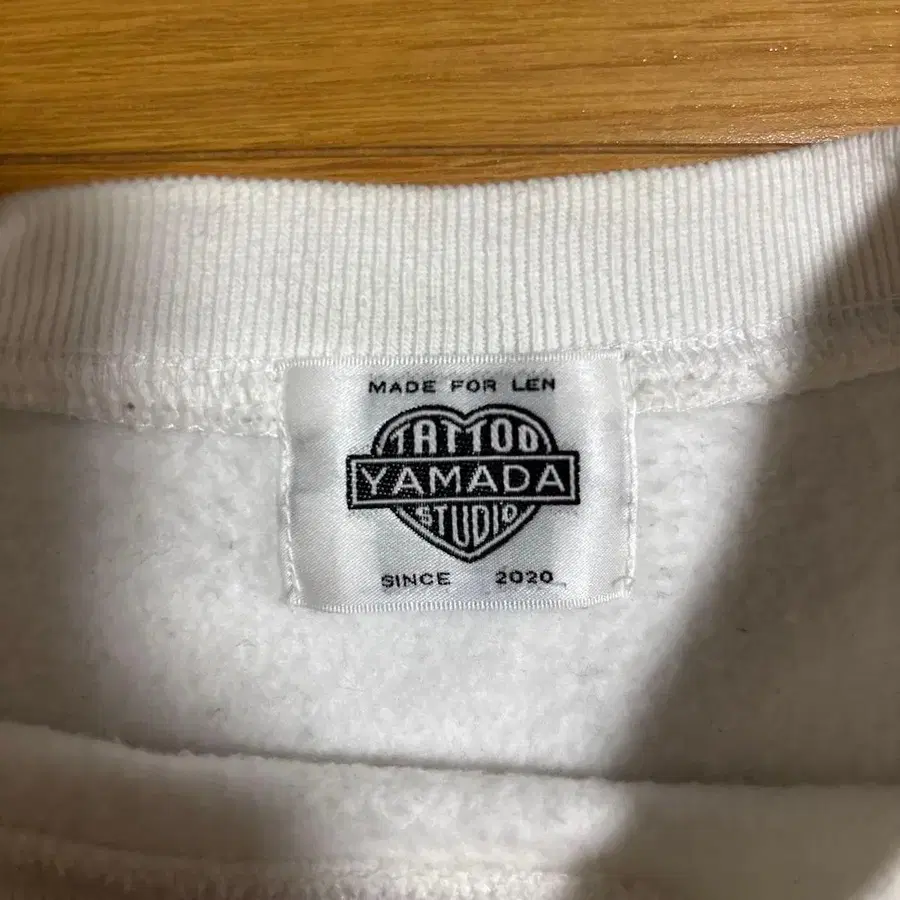 MADE FOR LEN
TATTOO
YAMADA
STUDIO
SINCE 2020